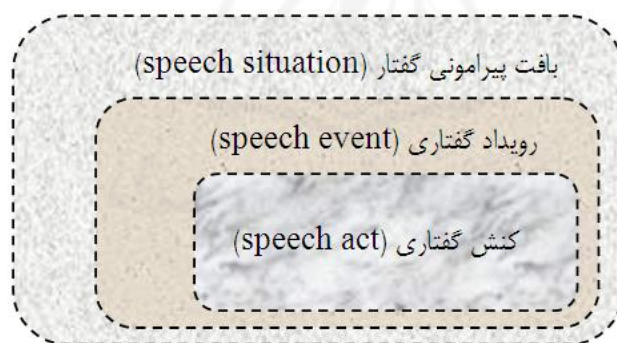 بافت پیرامونی گفتار (speech situation)
رویداد گفتاری (speech event)
کنش گفتاری (speech act)